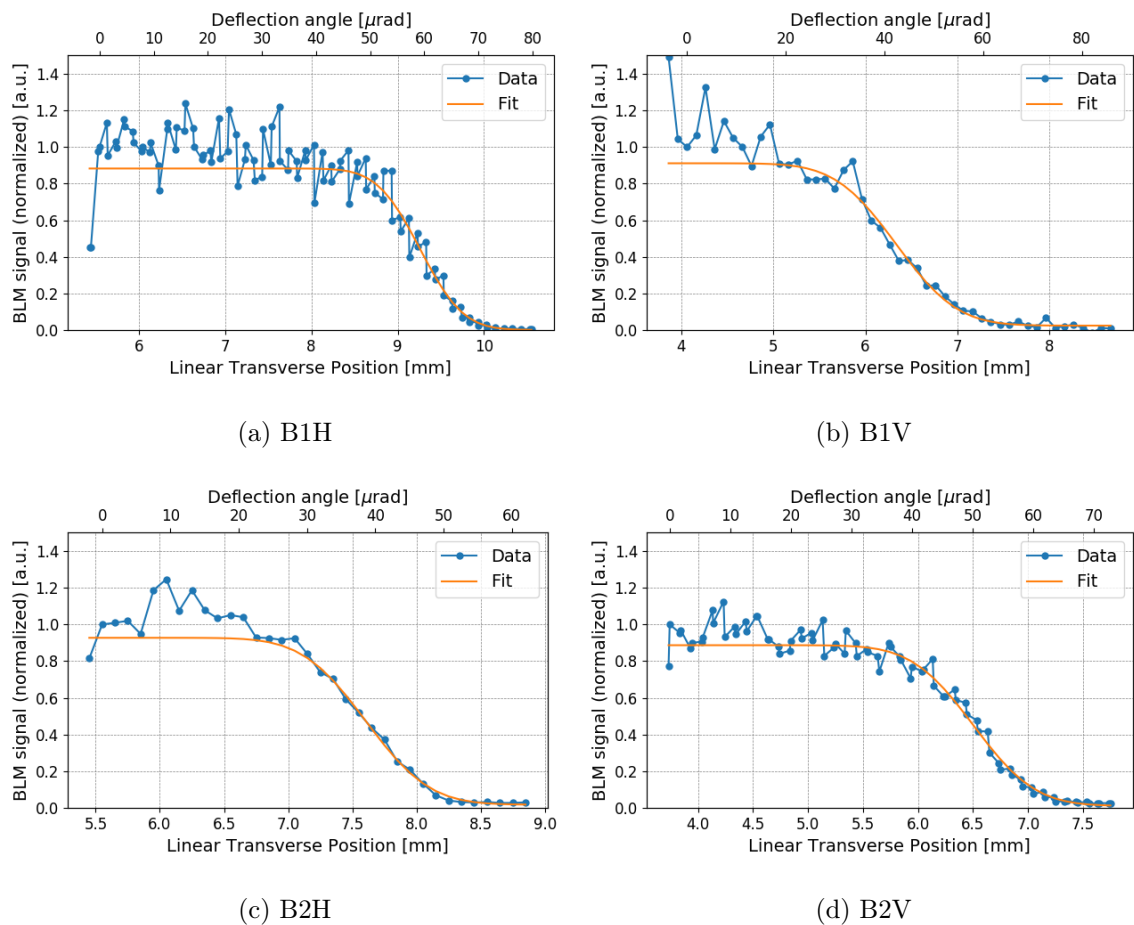 Deflection angle [μrad]
0 10 20 30 40 50 60 70 80
BLM signal (normalized) [a.u.]
1.4
1.2
1.0
0.8
0.6
0.4
0.2
0.0
Data
Fit
6 7 8 9 10
Linear Transverse Position [mm]
(a) B1H
Deflection angle [μrad]
0 20 40 60 80
BLM signal (normalized) [a.u.]
1.4
1.2
1.0
0.8
0.6
0.4
0.2
0.0
Data
Fit
4 5 6 7 8
Linear Transverse Position [mm]
(b) B1V
Deflection angle [μrad]
0 10 20 30 40 50 60
BLM signal (normalized) [a.u.]
1.4
1.2
1.0
0.8
0.6
0.4
0.2
0.0
Data
Fit
5.5 6.0 6.5 7.0 7.5 8.0 8.5 9.0
Linear Transverse Position [mm]
(c) B2H
Deflection angle [μrad]
0 10 20 30 40 50 60 70
BLM signal (normalized) [a.u.]
1.4
1.2
1.0
0.8
0.6
0.4
0.2
0.0
Data
Fit
4.0 4.5 5.0 5.5 6.0 6.5 7.0 7.5
Linear Transverse Position [mm]
(d) B2V